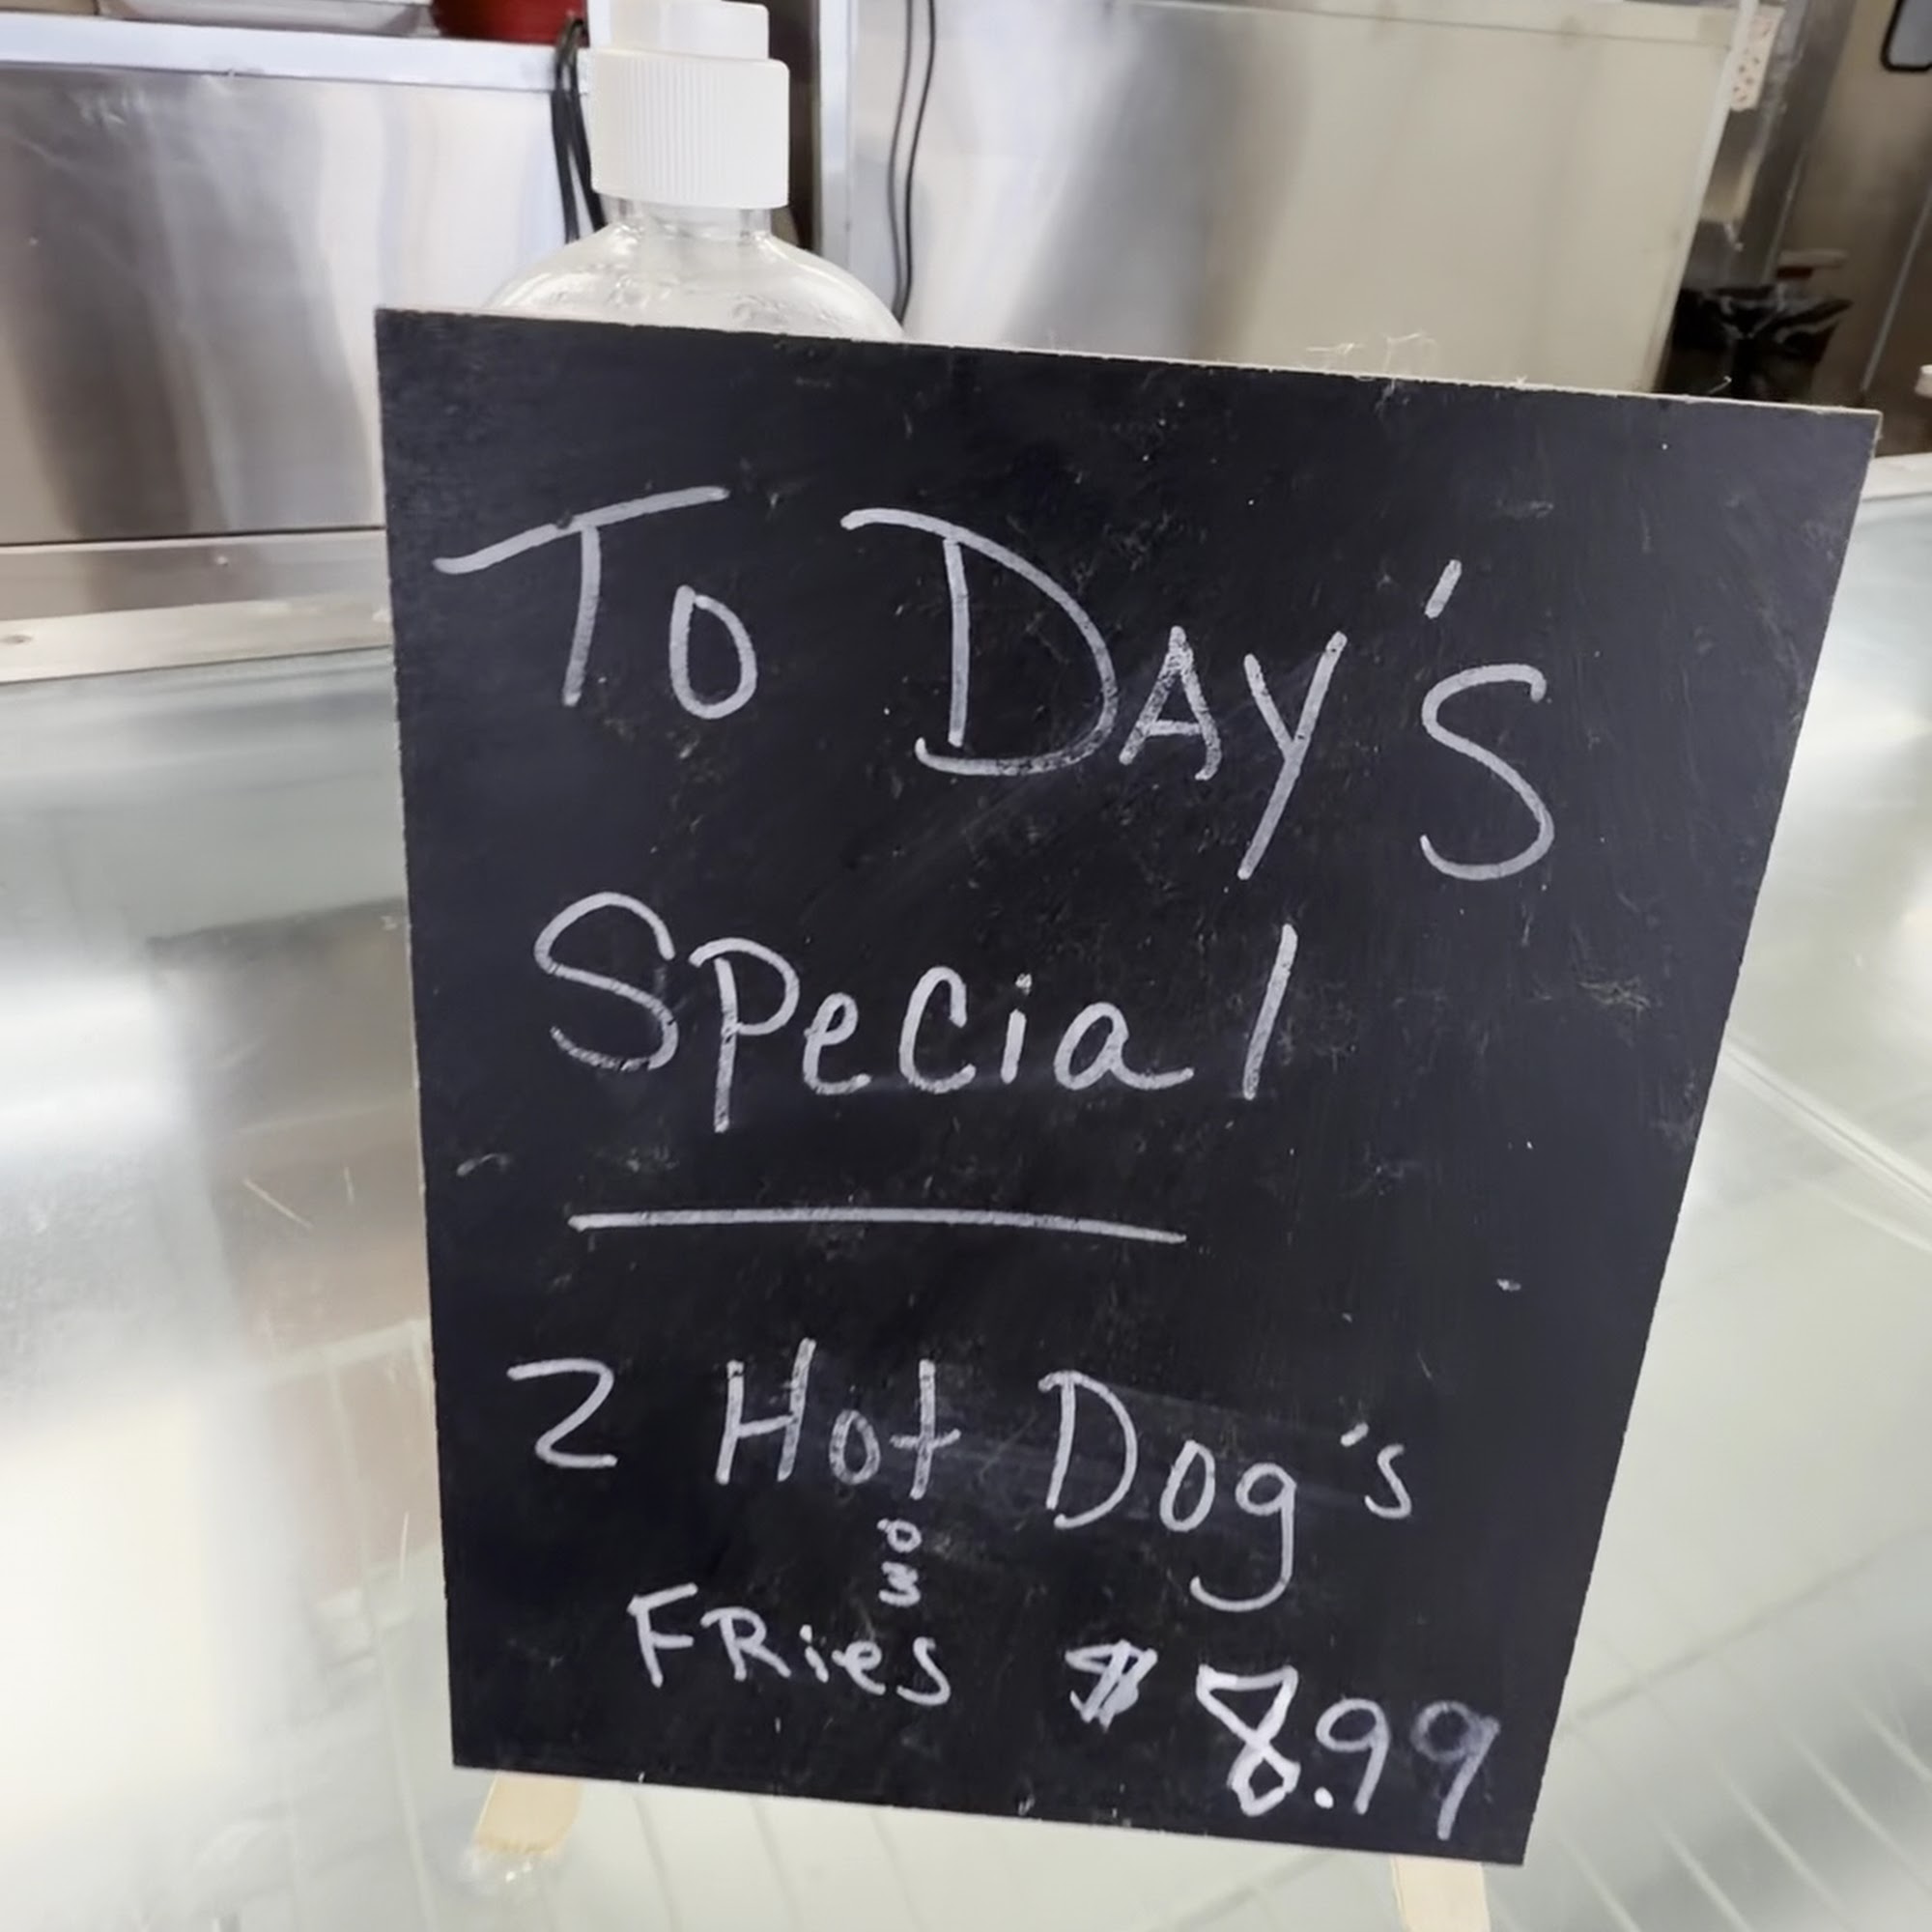 To DAY'S
Special
2 Hot Dog's
FRies $8.99